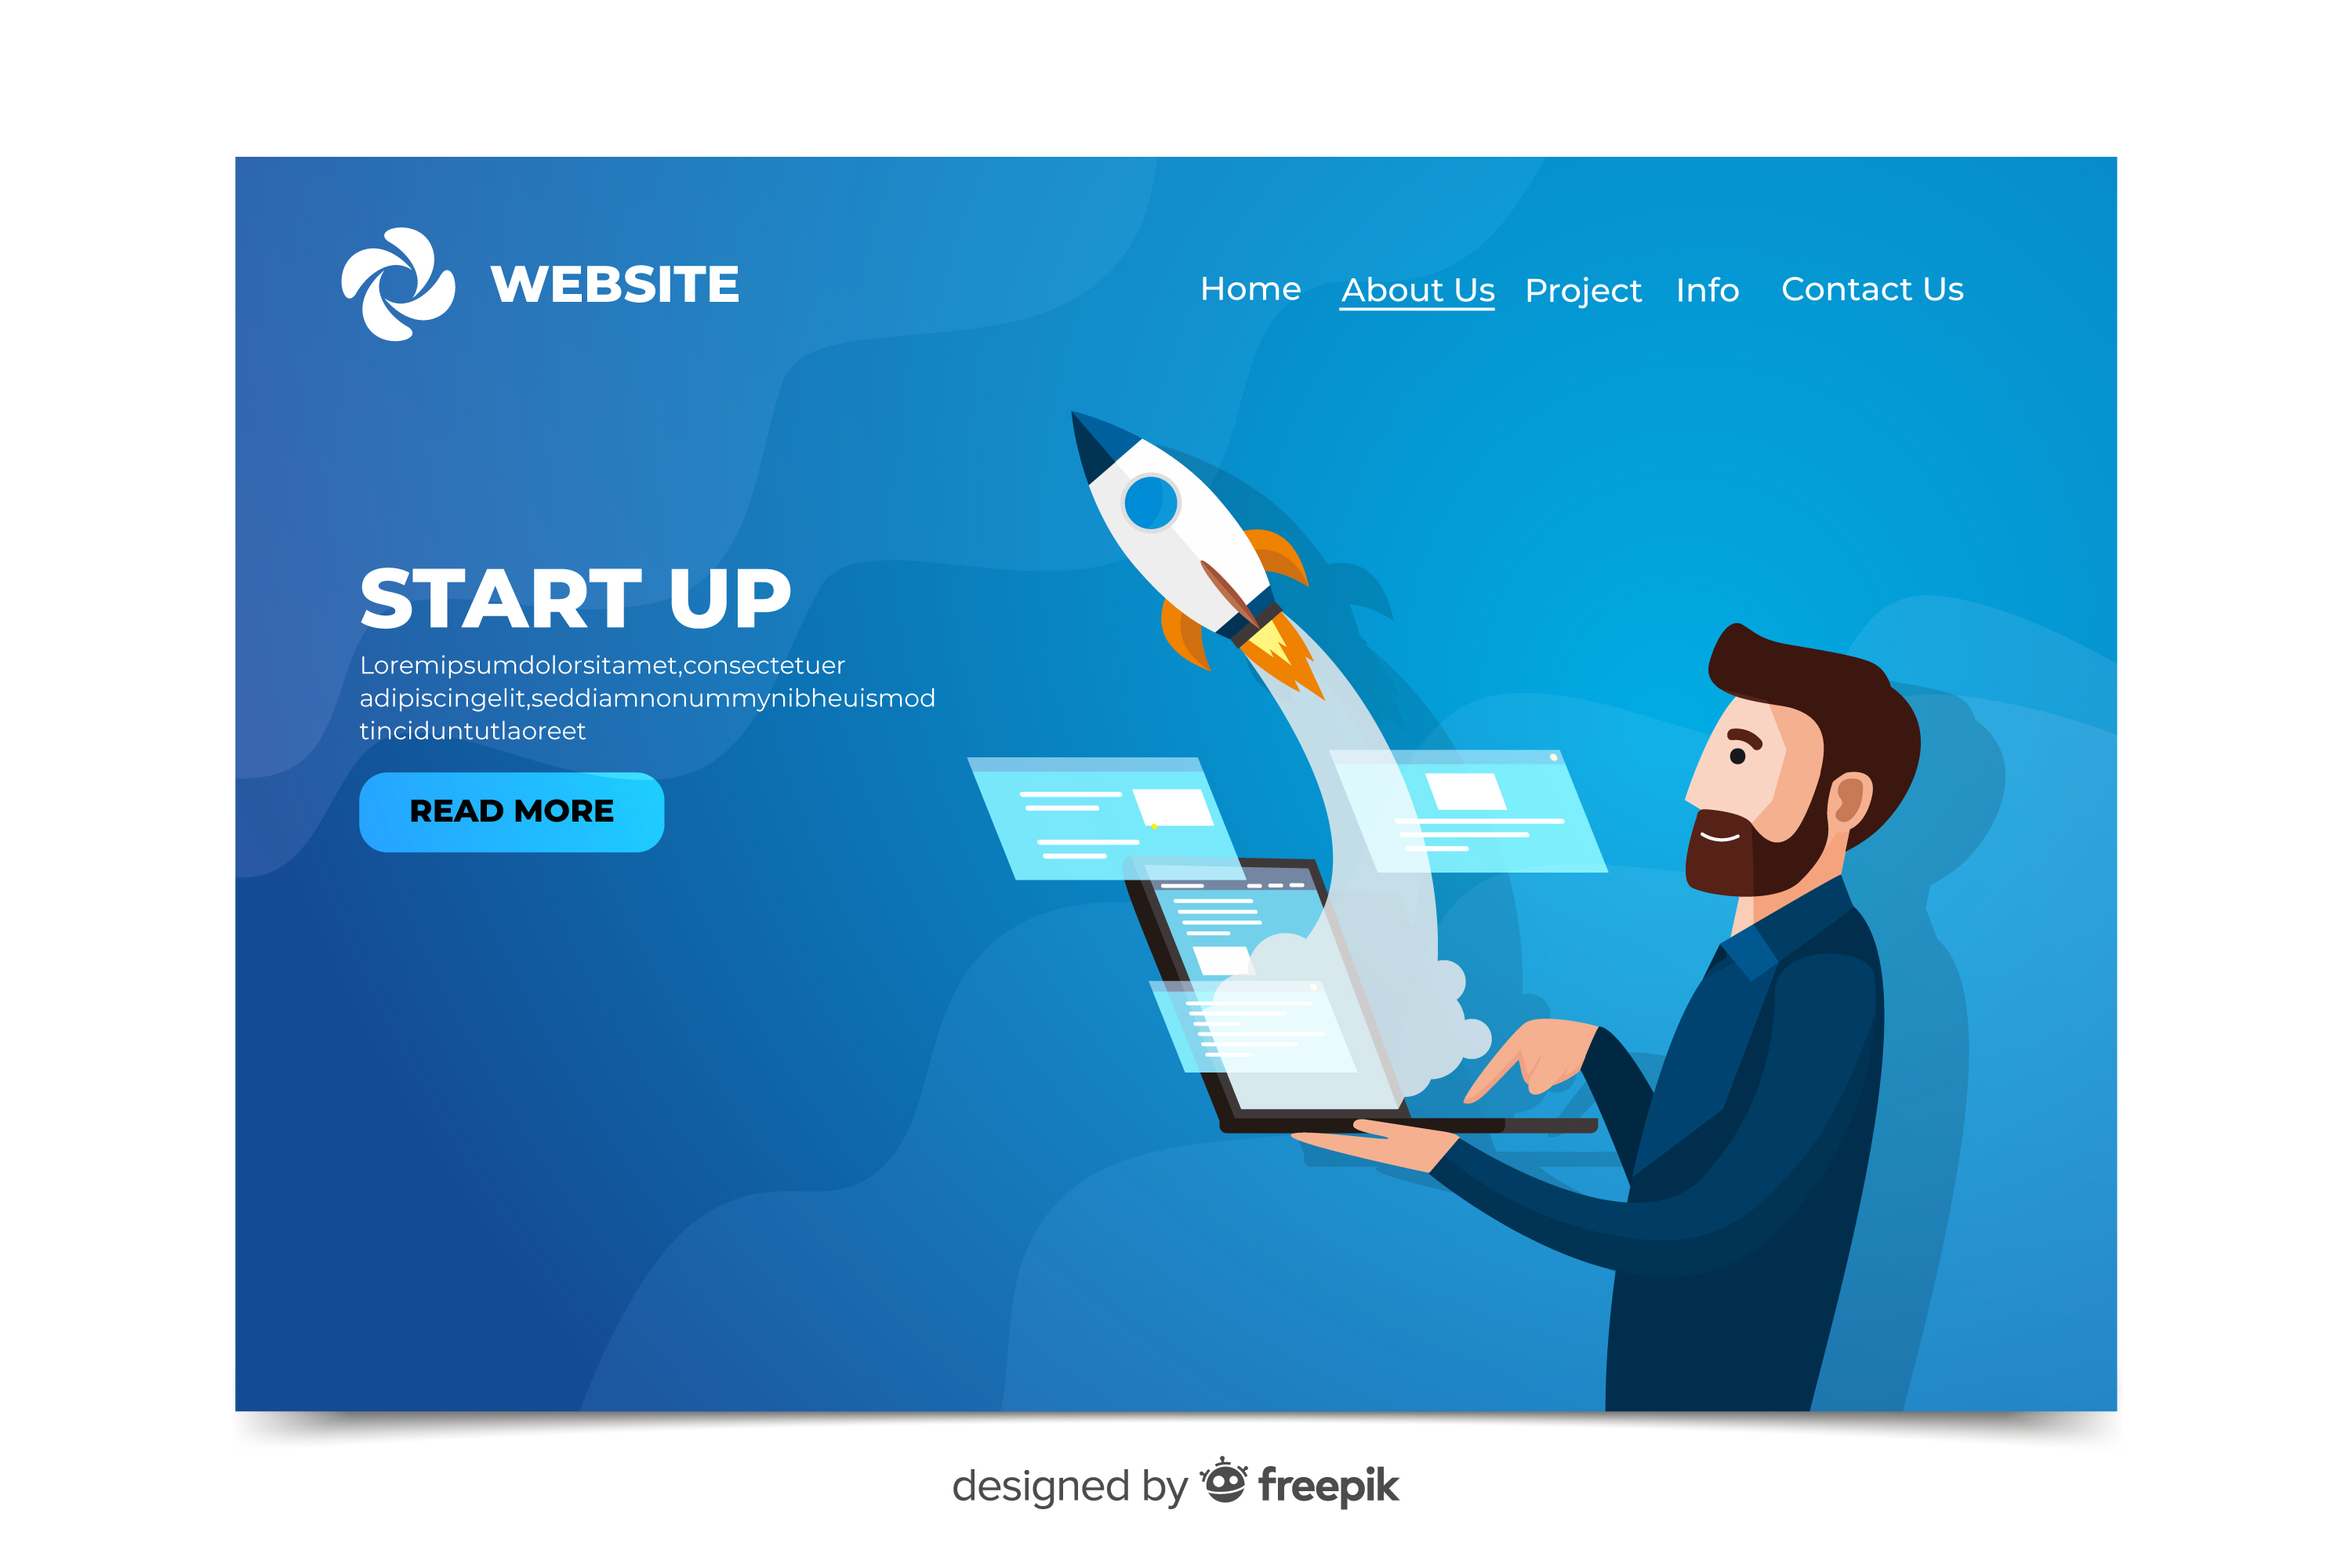 WEBSITE
Home About Us Project Info Contact Us
START UP
Loremipsumdolorsitamet,consectetuer
adipiscingelit,seddiamnonummynibheuismod
tinciduntutlaoreet
READ MORE
designed by freepik